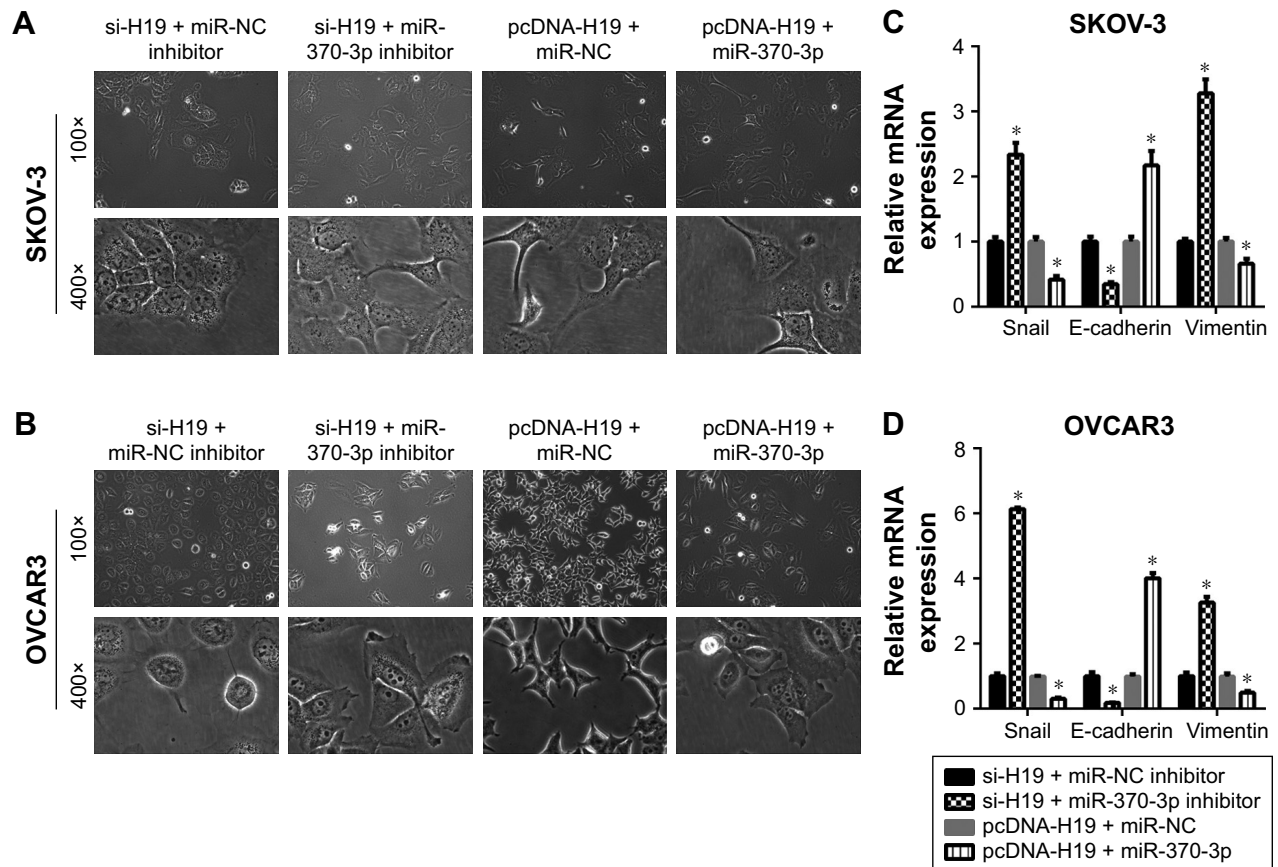 A
si-H19 + miR-NC
inhibitor
si-H19 + miR-
370-3p inhibitor
pcDNA-H19 +
miR-NC
pcDNA-H19 +
miR-370-3p
SKOV-3
100×
400×
B
si-H19 +
miR-NC inhibitor
si-H19 + miR-
370-3p inhibitor
pcDNA-H19 +
miR-NC
pcDNA-H19 +
miR-370-3p
OVCAR3
100×
400×
C
SKOV-3
Relative mRNA
expression
4
3
2
1
0
*
*
*
*
*
*
Snail
E-cadherin
Vimentin
D
OVCAR3
Relative mRNA
expression
8
6
4
2
0
*
*
*
*
*
*
Snail
E-cadherin
Vimentin
si-H19 + miR-NC inhibitor
si-H19 + miR-370-3p inhibitor
pcDNA-H19 + miR-NC
pcDNA-H19 + miR-370-3p